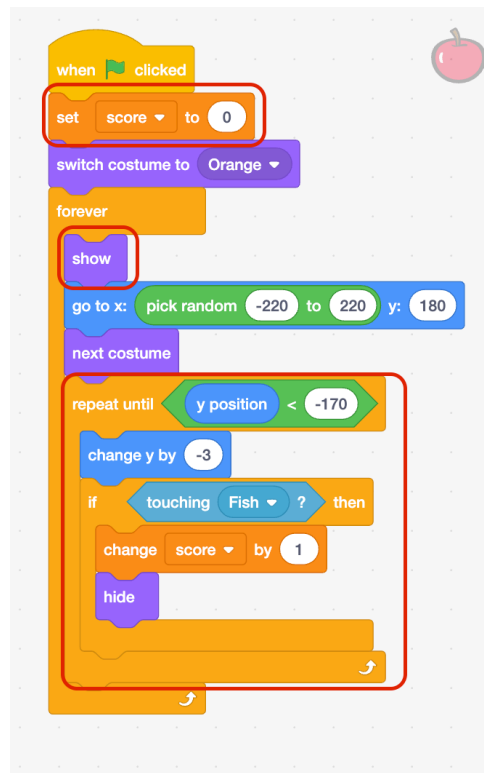 when clicked
set score to 0
switch costume to Orange
forever
show
go to x: pick random -220 to 220 y: 180
next costume
repeat until y position < -170
change y by -3
if touching Fish ? then
change score by 1
hide